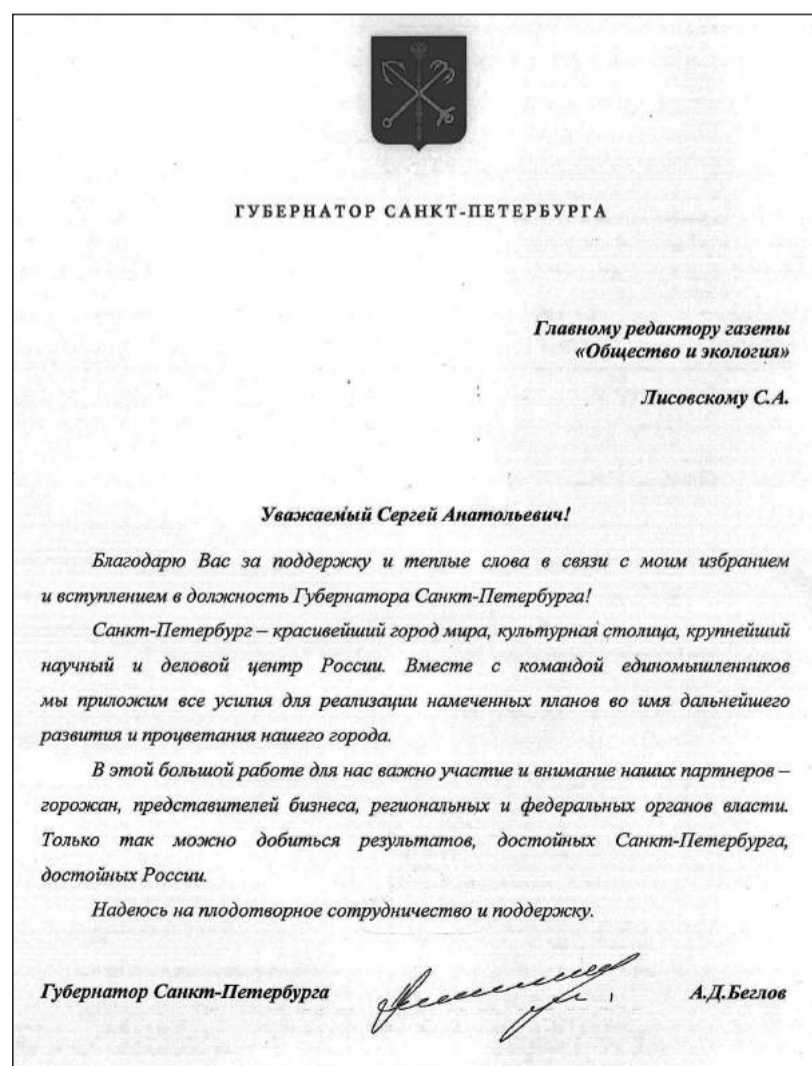 ГУБЕРНАТОР САНКТ-ПЕТЕРБУРГА
Главному редактору газеты
«Общество и экология»
Лисовскому С.А.
Уважаемый Сергей Анатольевич!
Благодарю Вас за поддержку и теплые слова в связи с моим избранием
и вступлением в должность Губернатора Санкт-Петербурга!
Санкт-Петербург – красивейший город мира, культурная столица, крупнейший
научный и деловой центр России. Вместе с командой единомышленников
мы приложим все усилия для реализации намеченных планов во имя дальнейшего
развития и процветания нашего города.
В этой большой работе для нас важно участие и внимание наших партнеров –
горожан, представителей бизнеса, региональных и федеральных органов власти.
Только так можно добиться результатов, достойных Санкт-Петербурга,
достойных России.
Надеюсь на плодотворное сотрудничество и поддержку.
Губернатор Санкт-Петербурга А.Д.Беглов